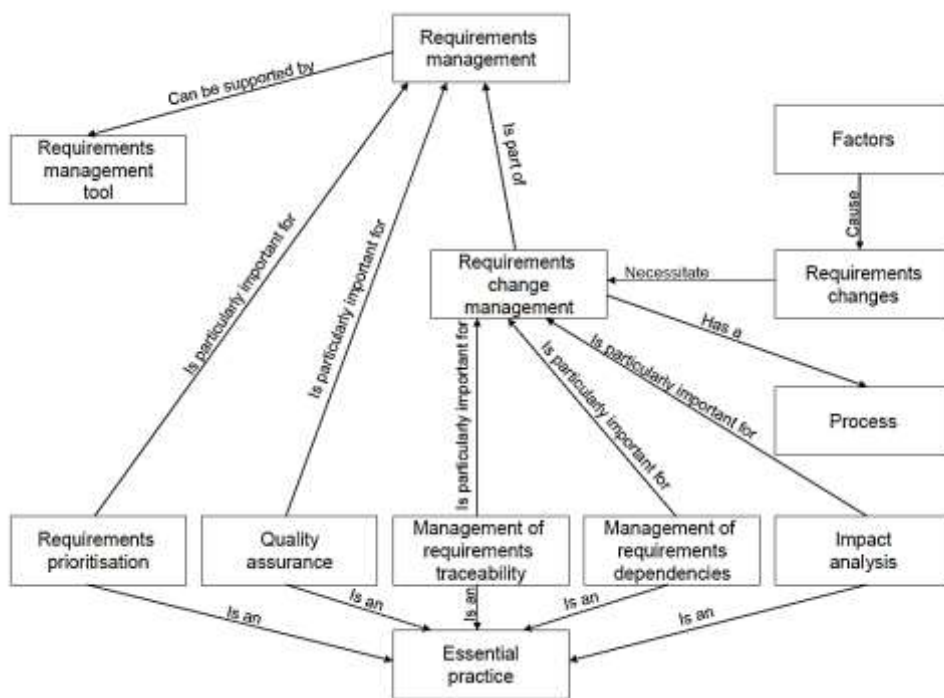 Requirements
management
Can be supported by
Requirements
management
tool
Is part of
Factors
Cause
Is particularly important for
Is particularly important for
Requirements
change
management
Necessitate
Requirements
changes
Has a
Is particularly important for
Is particularly important for
Is particularly important for
Process
Requirements
prioritisation
Quality
assurance
Management of
requirements
traceability
Management of
requirements
dependencies
Impact
analysis
Is an
Is an
Is an
Is an
Is an
Essential
practice